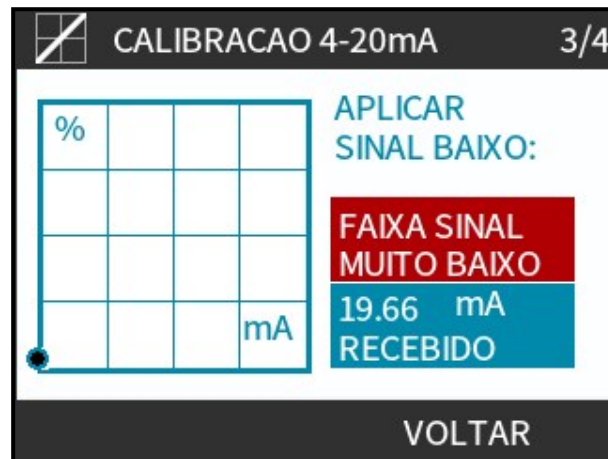 CALIBRACAO 4-20mA 3/4
%
mA
APLICAR
SINAL BAIXO:
FAIXA SINAL
MUITO BAIXO
19.66 mA
RECEBIDO
VOLTAR